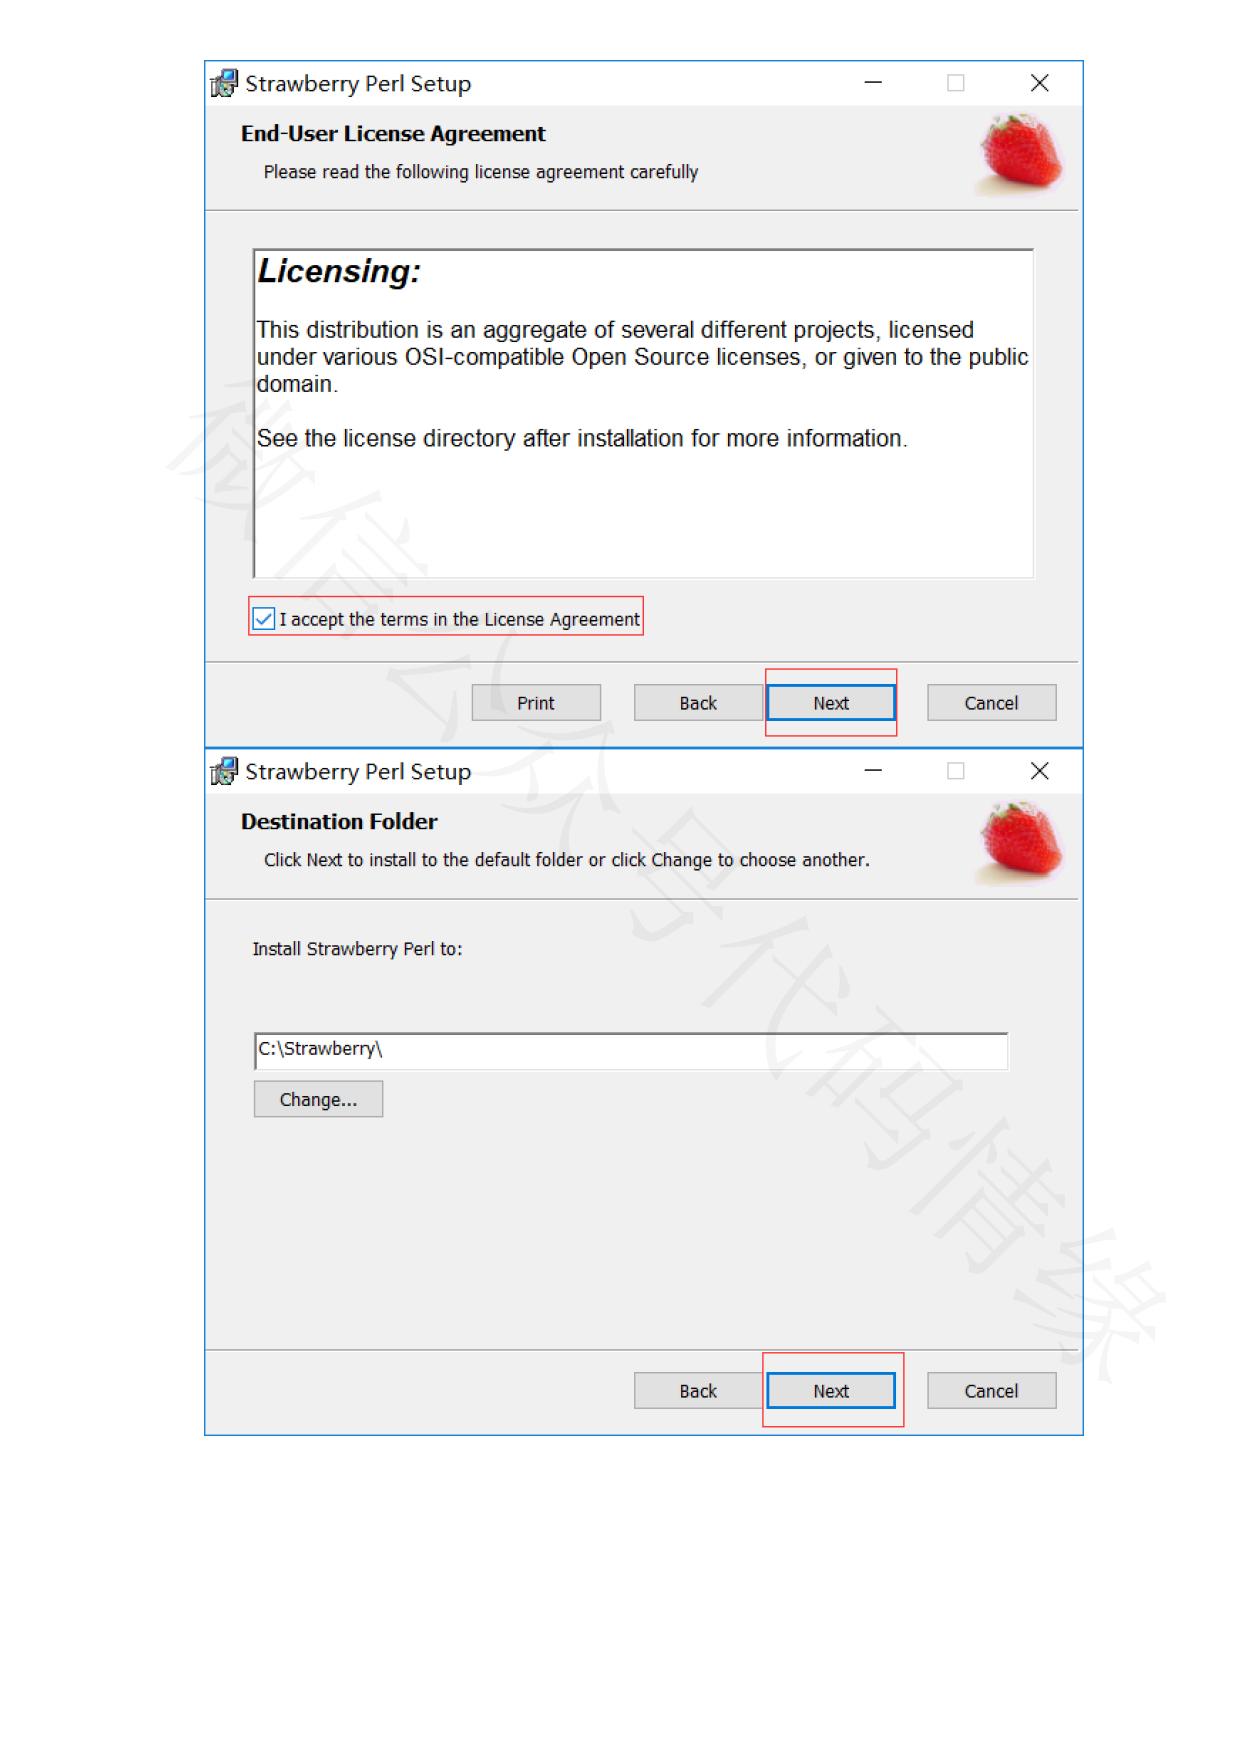 Strawberry Perl Setup
End-User License Agreement
Please read the following license agreement carefully
Licensing:
This distribution is an aggregate of several different projects, licensed
under various OSI-compatible Open Source licenses, or given to the public
domain.
See the license directory after installation for more information.
I accept the terms in the License Agreement
Print Back Next Cancel
Strawberry Perl Setup
Destination Folder
Click Next to install to the default folder or click Change to choose another.
Install Strawberry Perl to:
C:\Strawberry\
Change...
Back Next Cancel
微信公众号代码情缘